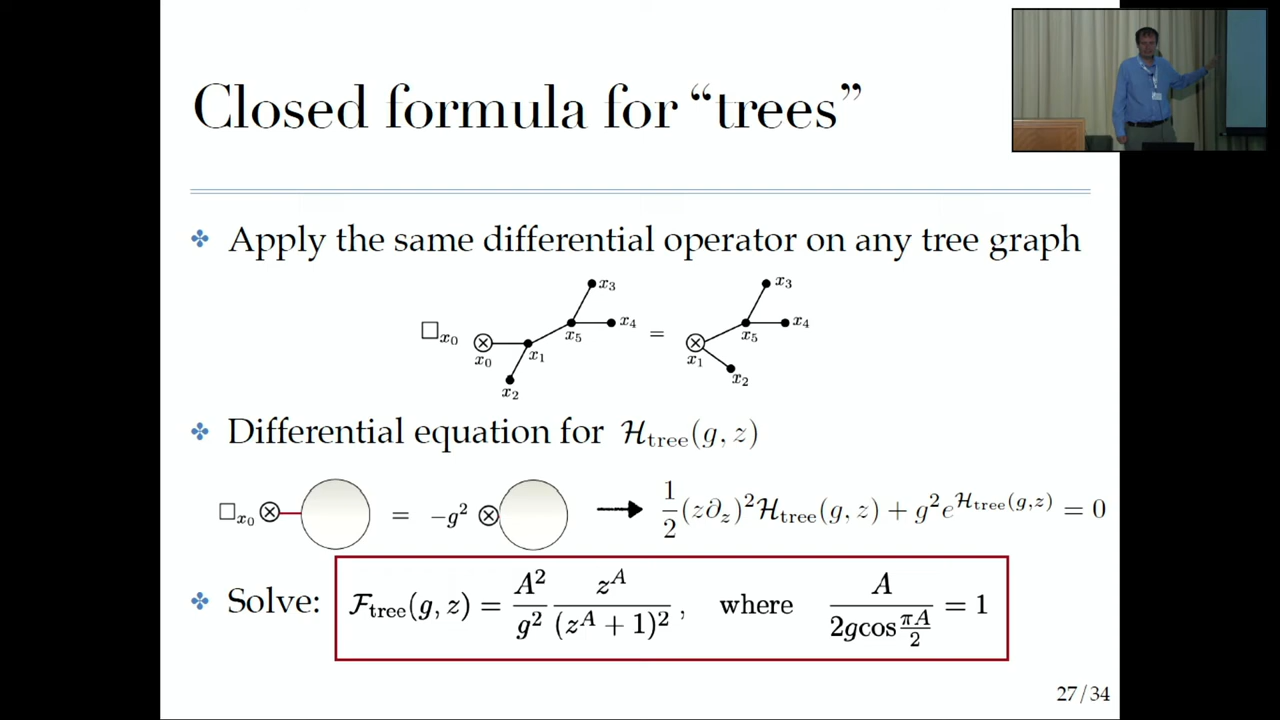 Closed formula for “trees”
Apply the same differential operator on any tree graph
□x₀ x₀ x₁ x₂ x₅ x₃ x₄ = x₁ x₂ x₅ x₃ x₄
Differential equation for 𝓗tree(g, z)
□x₀ ⊗ = −g² ⊗ → 1/2 (z∂z)²𝓗tree(g, z) + g²e^𝓗tree(g,z) = 0
Solve: 𝓕tree(g, z) = A²/g² z^A/(z^A + 1)² , where A/(2g cos πA/2) = 1
27/34